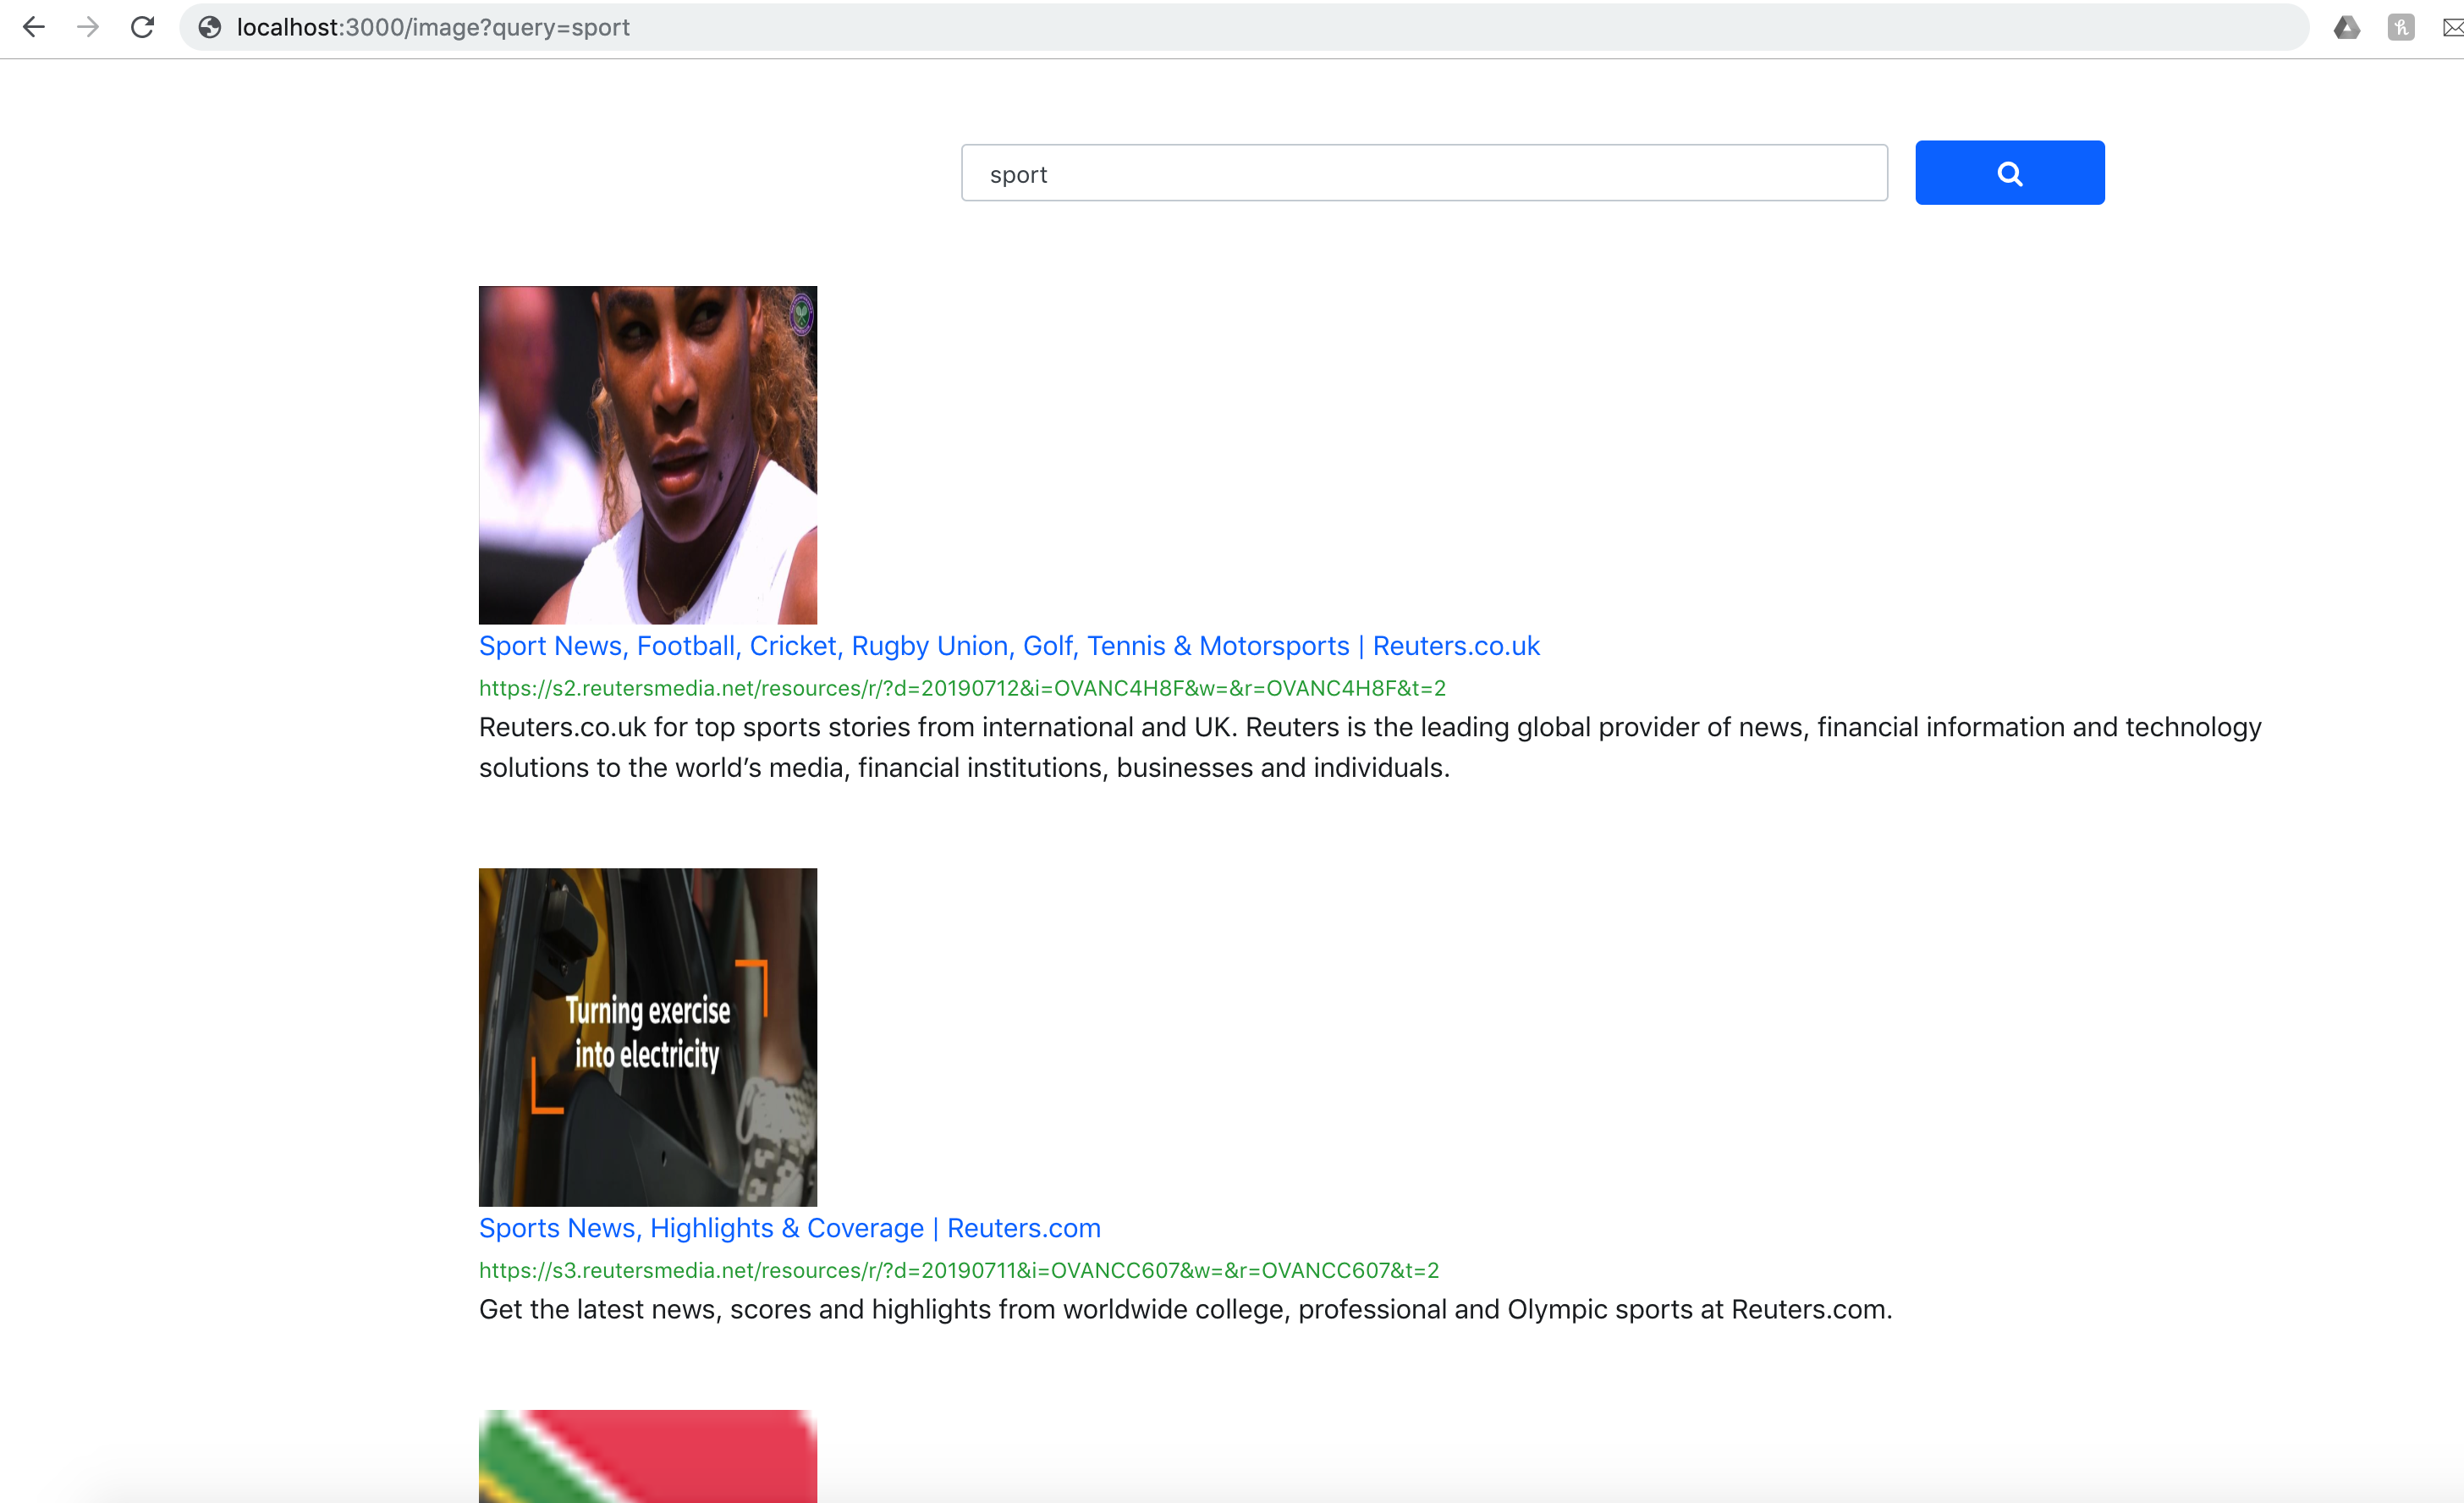 localhost:3000/image?query=sport
sport
Sport News, Football, Cricket, Rugby Union, Golf, Tennis & Motorsports | Reuters.co.uk
https://s2.reutersmedia.net/resources/r/?d=20190712&i=OVANC4H8F&w=&r=OVANC4H8F&t=2
Reuters.co.uk for top sports stories from international and UK. Reuters is the leading global provider of news, financial information and technology
solutions to the world’s media, financial institutions, businesses and individuals.
Turning exercise
into electricity
Sports News, Highlights & Coverage | Reuters.com
https://s3.reutersmedia.net/resources/r/?d=20190711&i=OVANCC607&w=&r=OVANCC607&t=2
Get the latest news, scores and highlights from worldwide college, professional and Olympic sports at Reuters.com.